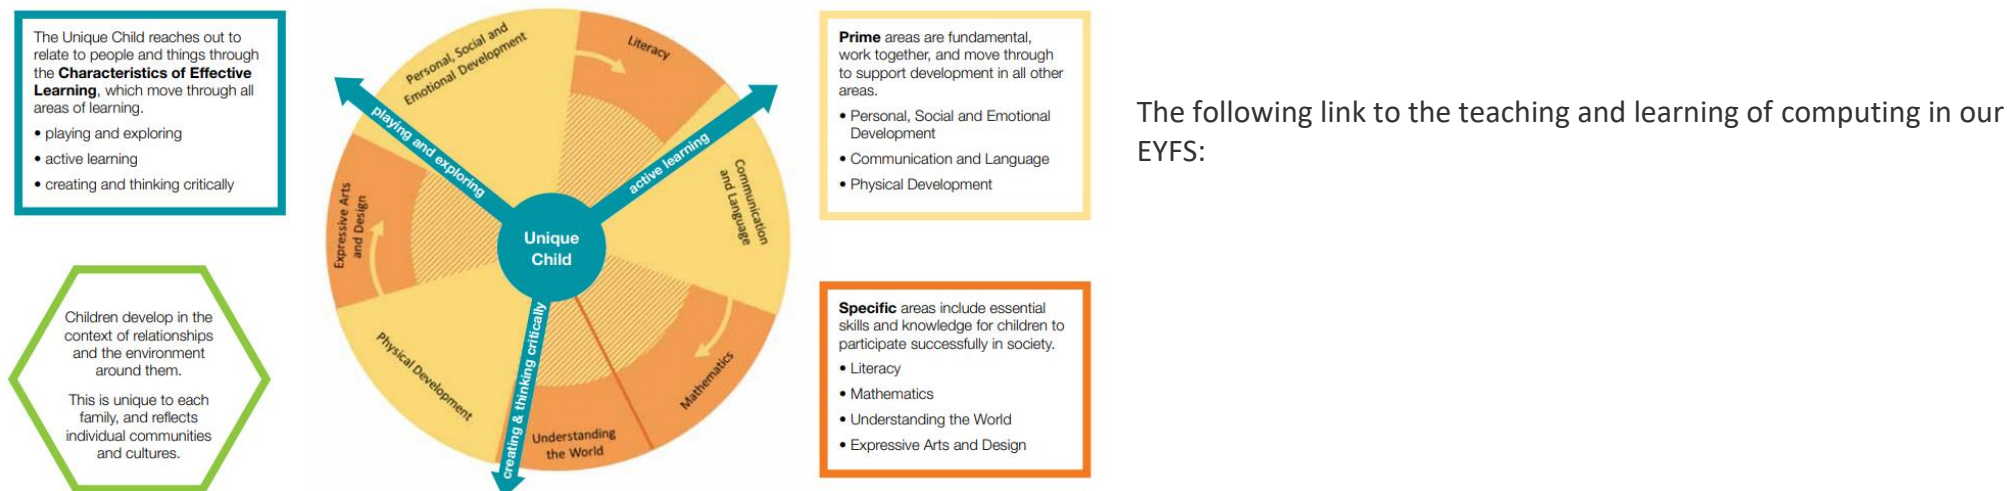 The Unique Child reaches out to
relate to people and things through
the Characteristics of Effective
Learning, which move through all
areas of learning.
• playing and exploring
• active learning
• creating and thinking critically
Children develop in the
context of relationships
and the environment
around them.
This is unique to each
family, and reflects
individual communities
and cultures.
Personal, Social and
Emotional Development
Literacy
playing and exploring
active learning
Communication
and Language
Expressive Arts
and Design
Unique
Child
Physical Development
creating & thinking critically
Mathematics
Understanding
the World
Prime areas are fundamental,
work together, and move through
to support development in all other
areas.
• Personal, Social and Emotional
Development
• Communication and Language
• Physical Development
Specific areas include essential
skills and knowledge for children to
participate successfully in society.
• Literacy
• Mathematics
• Understanding the World
• Expressive Arts and Design
The following link to the teaching and learning of computing in our
EYFS: